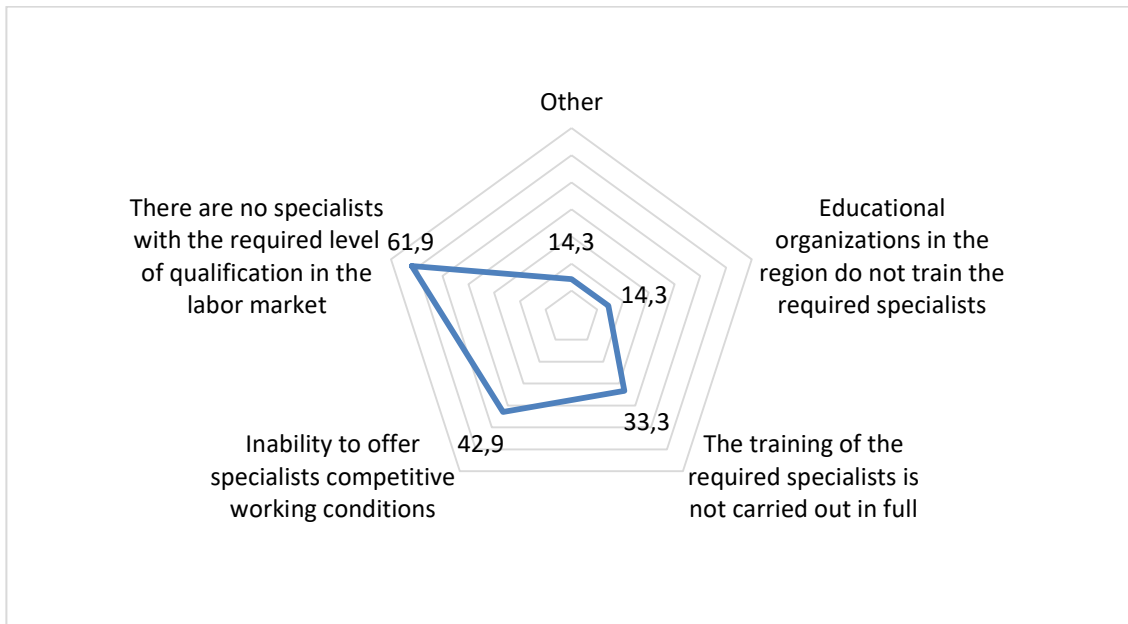 Other
There are no specialists
with the required level
of qualification in the
labor market
61,9
14,3
Educational
organizations in the
region do not train the
required specialists
14,3
33,3
42,9
Inability to offer
specialists competitive
working conditions
The training of the
required specialists is
not carried out in full